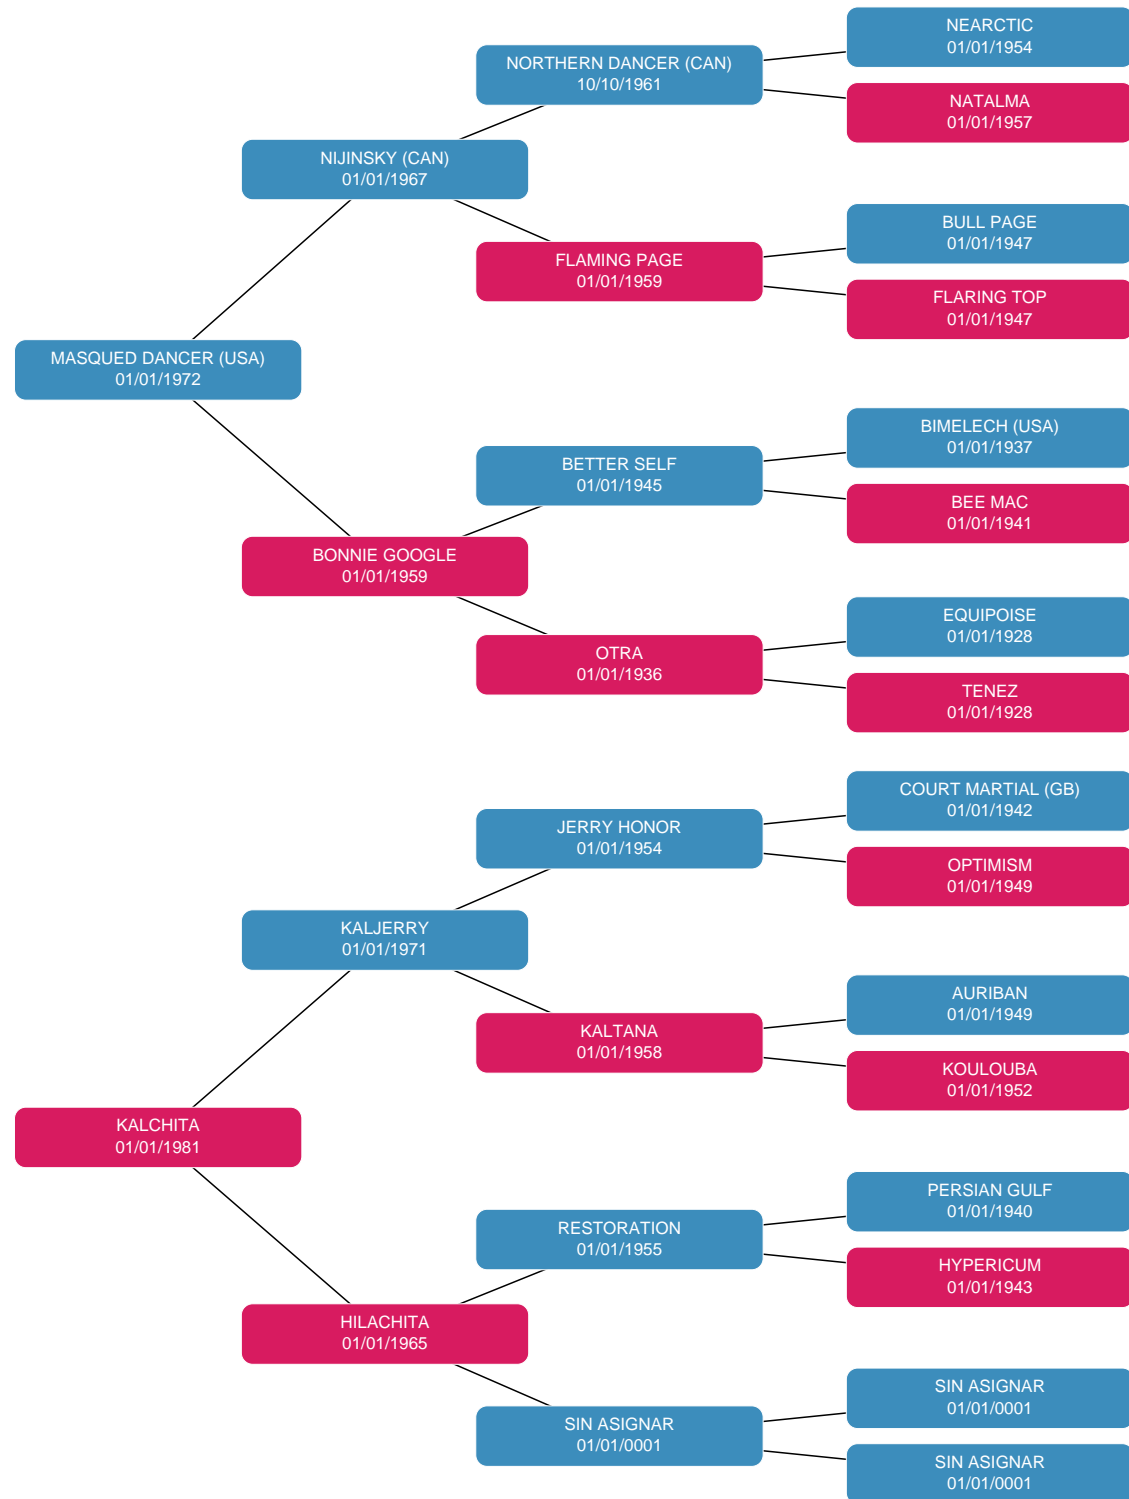 NEARCTIC
01/01/1954
NORTHERN DANCER (CAN)
10/10/1961
NATALMA
01/01/1957
NIJINSKY (CAN)
01/01/1967
BULL PAGE
01/01/1947
FLAMING PAGE
01/01/1959
FLARING TOP
01/01/1947
MASQUED DANCER (USA)
01/01/1972
BIMELECH (USA)
01/01/1937
BETTER SELF
01/01/1945
BEE MAC
01/01/1941
BONNIE GOOGLE
01/01/1959
EQUIPOISE
01/01/1928
OTRA
01/01/1936
TENEZ
01/01/1928
COURT MARTIAL (GB)
01/01/1942
JERRY HONOR
01/01/1954
OPTIMISM
01/01/1949
KALJERRY
01/01/1971
AURIBAN
01/01/1949
KALTANA
01/01/1958
KOULOUBA
01/01/1952
KALCHITA
01/01/1981
PERSIAN GULF
01/01/1940
RESTORATION
01/01/1955
HYPERICUM
01/01/1943
HILACHITA
01/01/1965
SIN ASIGNAR
01/01/0001
SIN ASIGNAR
01/01/0001
SIN ASIGNAR
01/01/0001